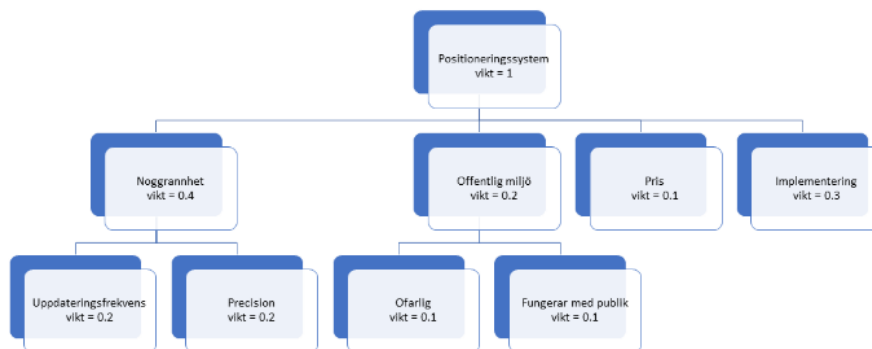 Positioneringssystem
vikt = 1
Noggrannhet
vikt = 0.4
Offentlig miljö
vikt = 0.2
Pris
vikt = 0.1
Implementering
vikt = 0.3
Uppdateringsfrekvens
vikt = 0.2
Precision
vikt = 0.2
Ofarlig
vikt = 0.1
Fungerar med publik
vikt = 0.1